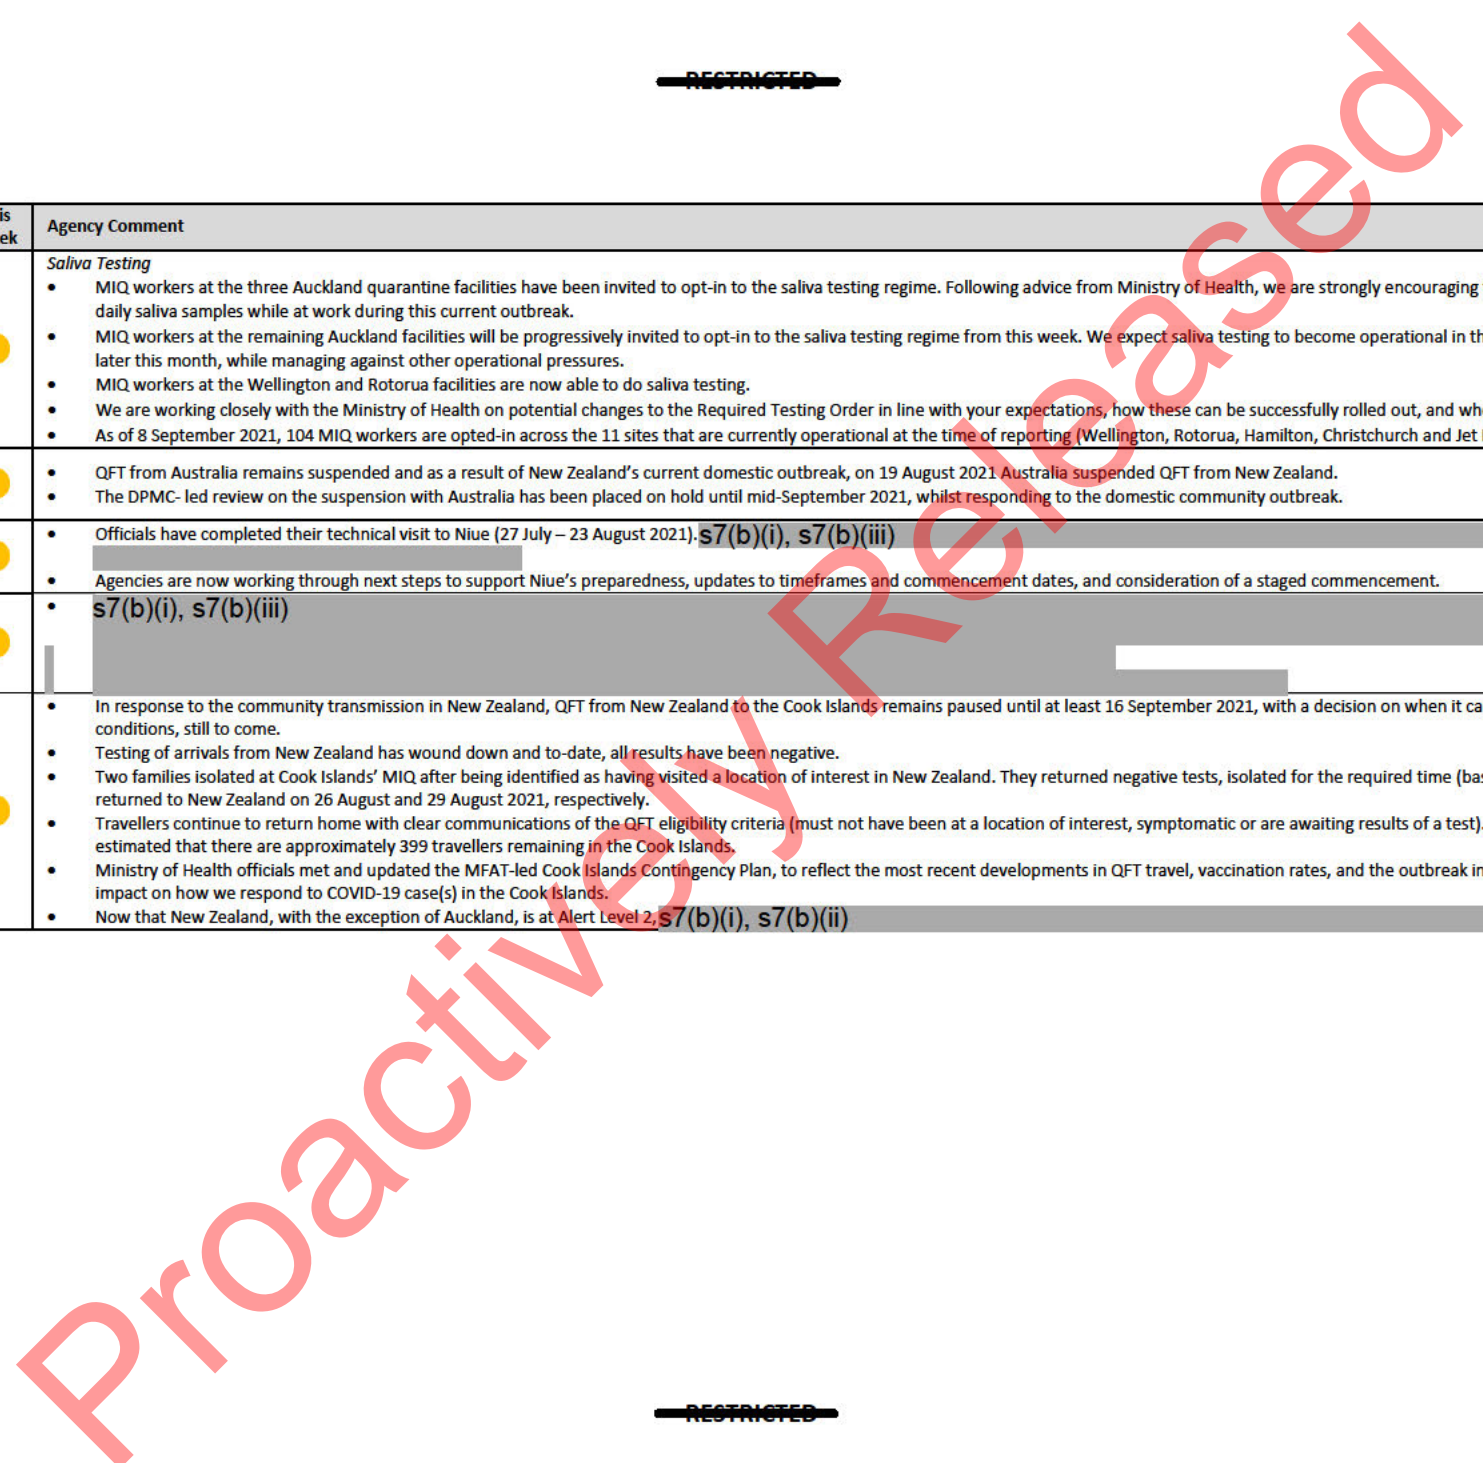 RESTRICTED
is
ek
Agency Comment
Saliva Testing
• MIQ workers at the three Auckland quarantine facilities have been invited to opt-in to the saliva testing regime. Following advice from Ministry of Health, we are strongly encouraging
daily saliva samples while at work during this current outbreak.
• MIQ workers at the remaining Auckland facilities will be progressively invited to opt-in to the saliva testing regime from this week. We expect saliva testing to become operational in th
later this month, while managing against other operational pressures.
• MIQ workers at the Wellington and Rotorua facilities are now able to do saliva testing.
• We are working closely with the Ministry of Health on potential changes to the Required Testing Order in line with your expectations, how these can be successfully rolled out, and wh
• As of 8 September 2021, 104 MIQ workers are opted-in across the 11 sites that are currently operational at the time of reporting (Wellington, Rotorua, Hamilton, Christchurch and Jet
• QFT from Australia remains suspended and as a result of New Zealand's current domestic outbreak, on 19 August 2021 Australia suspended QFT from New Zealand.
• The DPMC- led review on the suspension with Australia has been placed on hold until mid-September 2021, whilst responding to the domestic community outbreak.
• Officials have completed their technical visit to Niue (27 July – 23 August 2021). s7(b)(i), s7(b)(iii)
• Agencies are now working through next steps to support Niue's preparedness, updates to timeframes and commencement dates, and consideration of a staged commencement.
• s7(b)(i), s7(b)(iii)
• In response to the community transmission in New Zealand, QFT from New Zealand to the Cook Islands remains paused until at least 16 September 2021, with a decision on when it ca
conditions, still to come.
• Testing of arrivals from New Zealand has wound down and to-date, all results have been negative.
• Two families isolated at Cook Islands' MIQ after being identified as having visited a location of interest in New Zealand. They returned negative tests, isolated for the required time (bas
returned to New Zealand on 26 August and 29 August 2021, respectively.
• Travellers continue to return home with clear communications of the QFT eligibility criteria (must not have been at a location of interest, symptomatic or are awaiting results of a test).
estimated that there are approximately 399 travellers remaining in the Cook Islands.
• Ministry of Health officials met and updated the MFAT-led Cook Islands Contingency Plan, to reflect the most recent developments in QFT travel, vaccination rates, and the outbreak in
impact on how we respond to COVID-19 case(s) in the Cook Islands.
• Now that New Zealand, with the exception of Auckland, is at Alert Level 2, s7(b)(i), s7(b)(ii)
Proactively Released
RESTRICTED